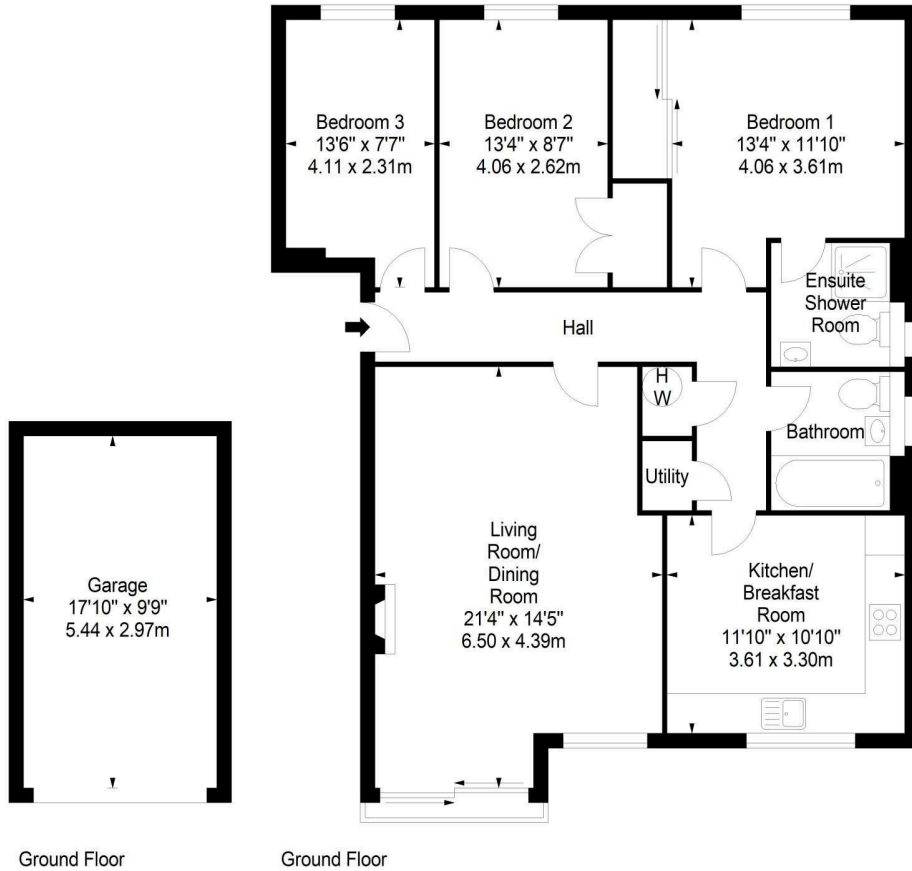 Bedroom 3
13'6" x 7'7"
4.11 x 2.31m
Bedroom 2
13'4" x 8'7"
4.06 x 2.62m
Bedroom 1
13'4" x 11'10"
4.06 x 3.61m
Ensuite
Shower
Room
Hall
H
W
Bathroom
Utility
Living
Room/
Dining
Room
21'4" x 14'5"
6.50 x 4.39m
Kitchen/
Breakfast
Room
11'10" x 10'10"
3.61 x 3.30m
Garage
17'10" x 9'9"
5.44 x 2.97m
Ground Floor
Ground Floor